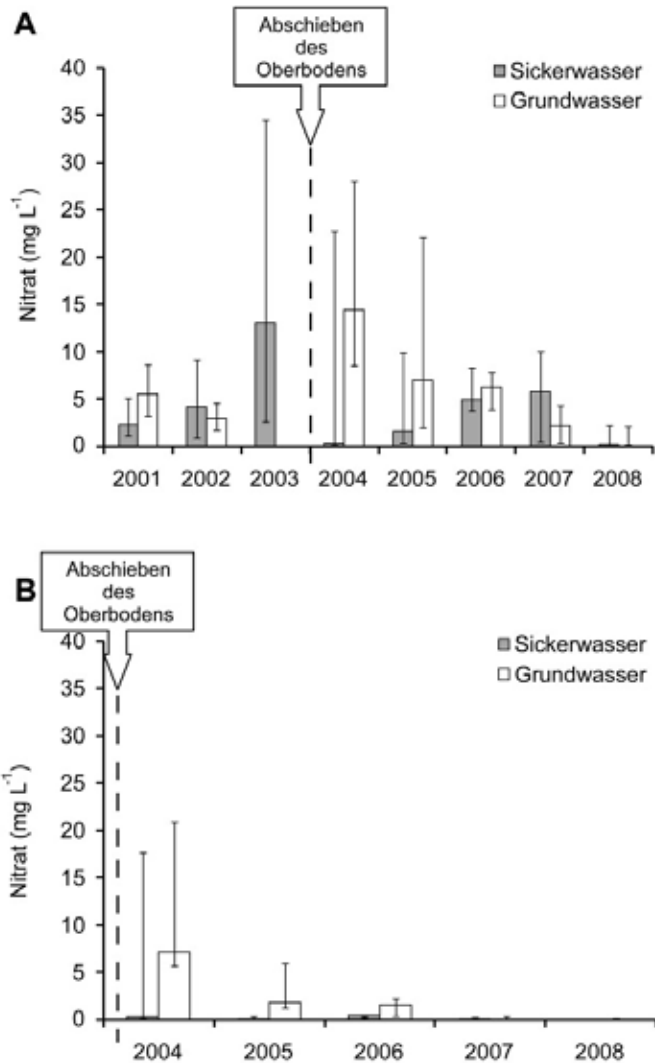 A
Abschieben
des
Oberbodens
Sickerwasser
Grundwasser
Nitrat (mg L⁻¹)
40
35
30
25
20
15
10
5
0
2001 2002 2003 2004 2005 2006 2007 2008
B
Abschieben
des
Oberbodens
Sickerwasser
Grundwasser
Nitrat (mg L⁻¹)
40
35
30
25
20
15
10
5
0
2004 2005 2006 2007 2008